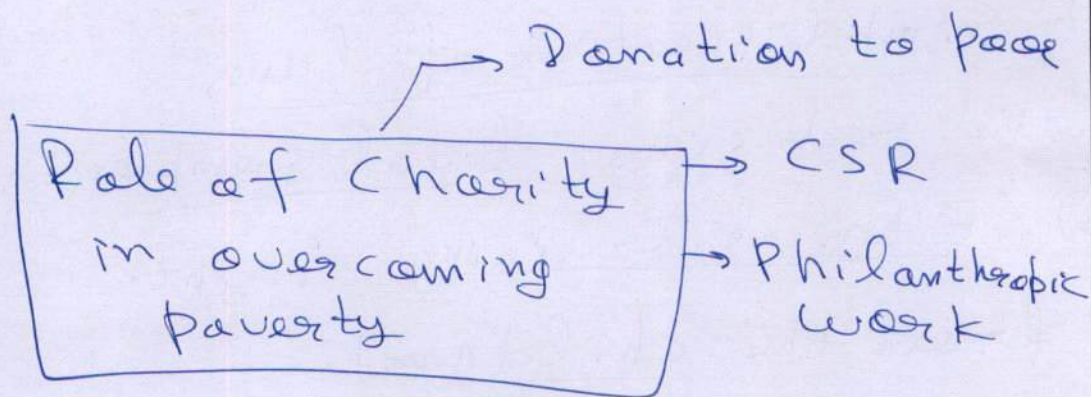 Donation to poor
Role of Charity
in overcoming
poverty
CSR
Philanthropic
work